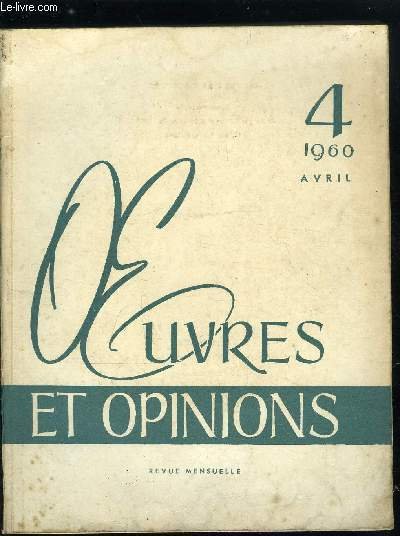 Le-livre.com
4
1960
AVRIL
ŒUVRES
ET OPINIONS
REVUE MENSUELLE